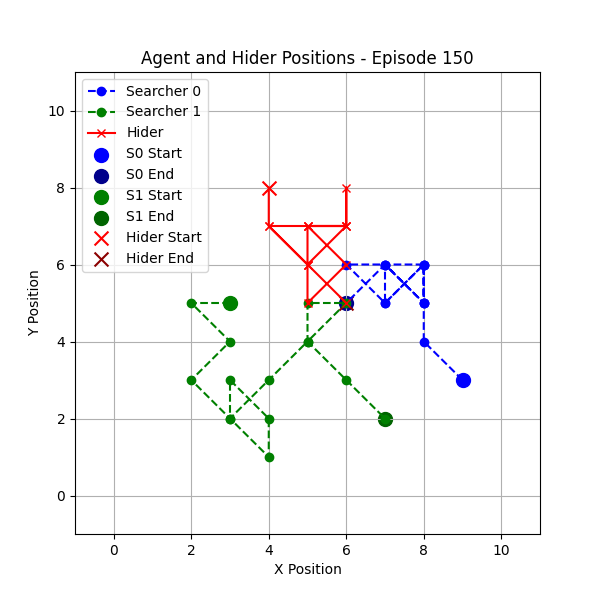 Agent and Hider Positions - Episode 150
Searcher 0
Searcher 1
Hider
S0 Start
S0 End
S1 Start
S1 End
Hider Start
Hider End
10
8
6
4
2
0
Y Position
0 2 4 6 8 10
X Position